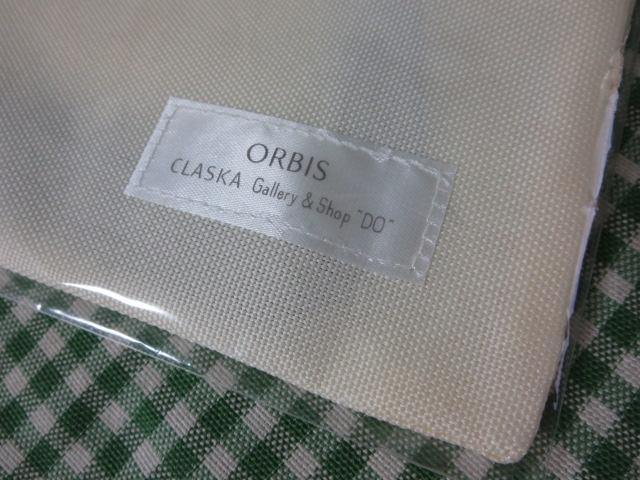 ORBIS
CLASKA Gallery & Shop "DO"